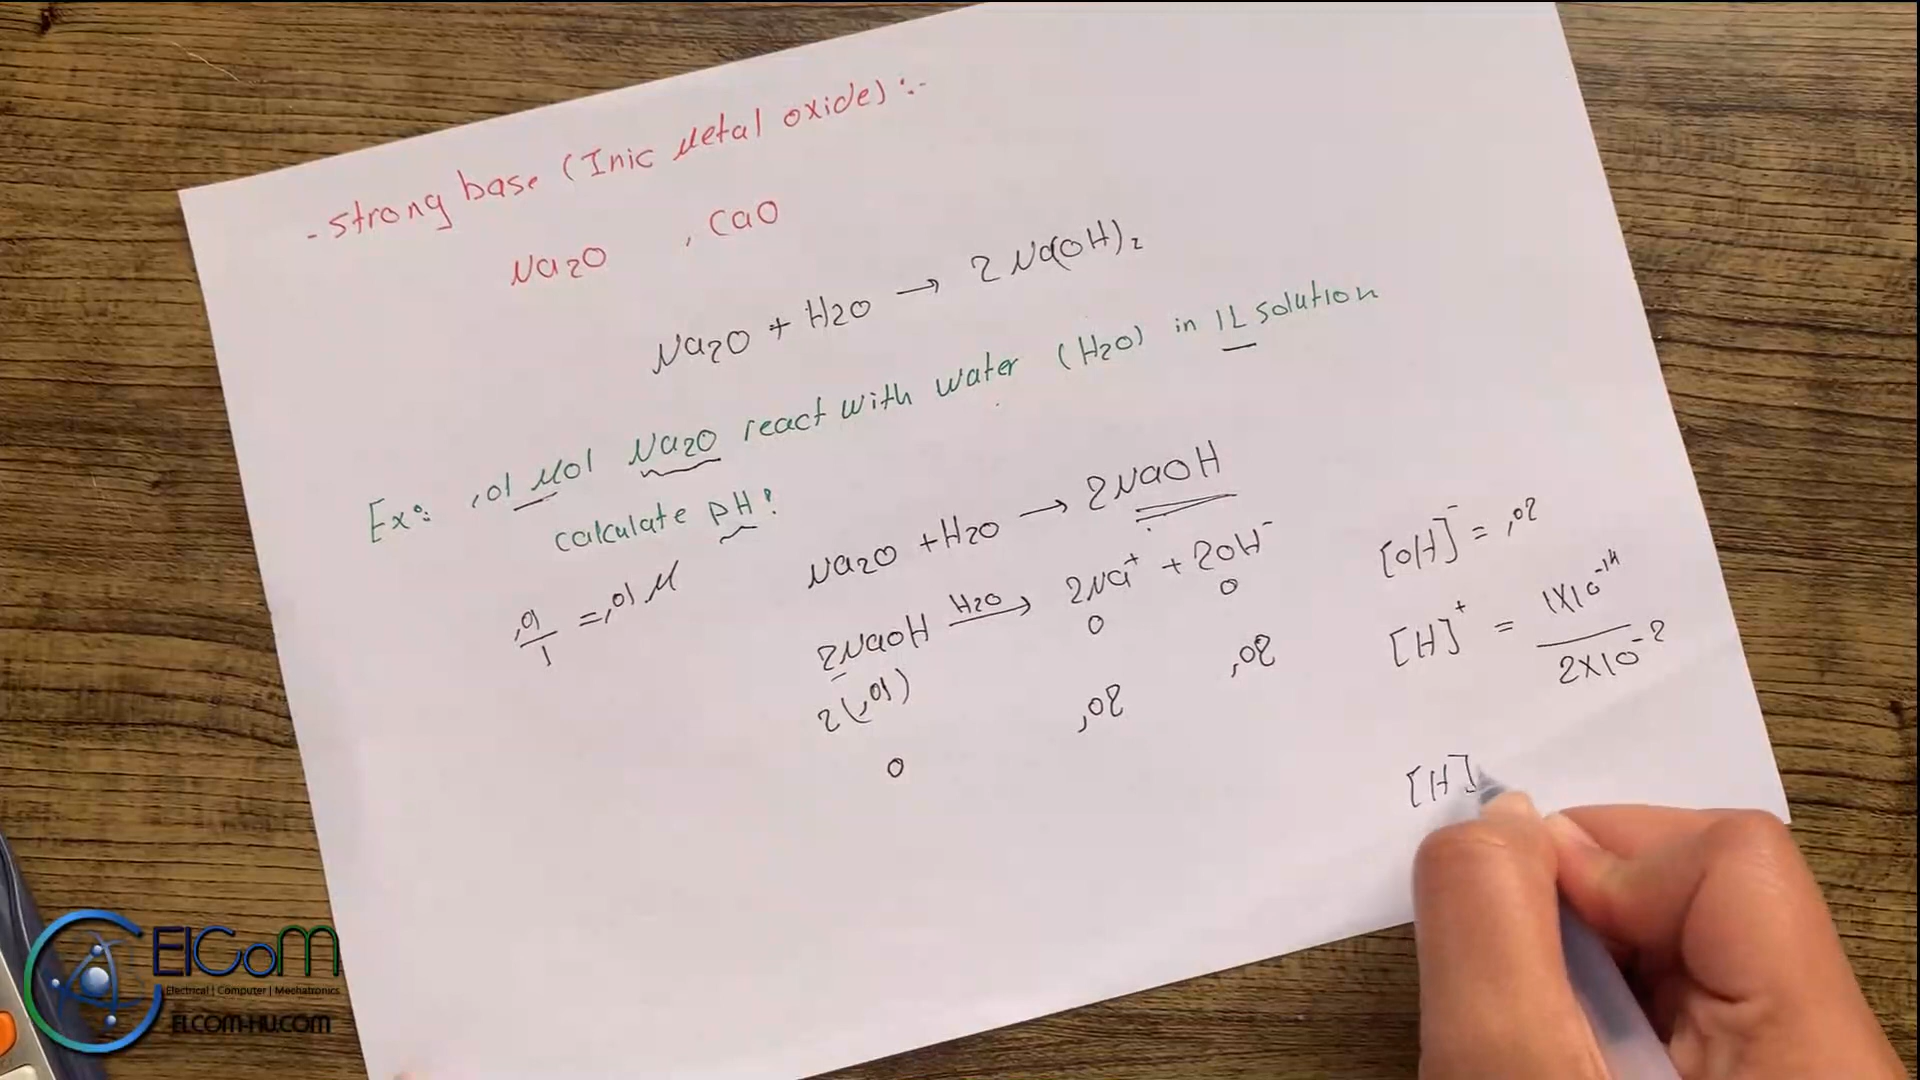 - strong base (Inic Metal oxide) :-
Na2O , CaO
Na2O + H2O → 2 Na(OH)2
Ex: .01 Mol Na2O react with water (H2O) in 1L solution
calculate pH?
Na2O + H2O → 2NaOH
,01 / 1 = ,01 M
2NaOH H2O → 2Na+ + 2OH-
0 0
2(,01)
0 ,02 ,02
[OH]- = ,02
[H]+ = 1x10-14 / 2x10-2
[H]
ElCoM
Electrical | Computer | Mechatronics
ELCOM-HU.COM